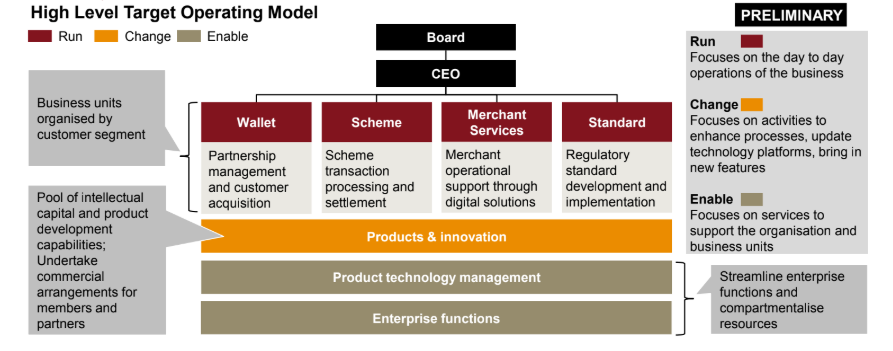 High Level Target Operating Model
Run
Change
Enable
PRELIMINARY
Board
CEO
Business units
organised by
customer segment
Wallet
Scheme
Merchant
Services
Standard
Partnership
management
and customer
acquisition
Scheme
transaction
processing and
settlement
Merchant
operational
support through
digital solutions
Regulatory
standard
development and
implementation
Pool of intellectual
capital and product
development
capabilities;
Undertake
commercial
arrangements for
members and
partners
Products & innovation
Product technology management
Enterprise functions
Run
Focuses on the day to day
operations of the business
Change
Focuses on activities to
enhance processes, update
technology platforms, bring in
new features
Enable
Focuses on services to
support the organisation and
business units
Streamline enterprise
functions and
compartmentalise
resources